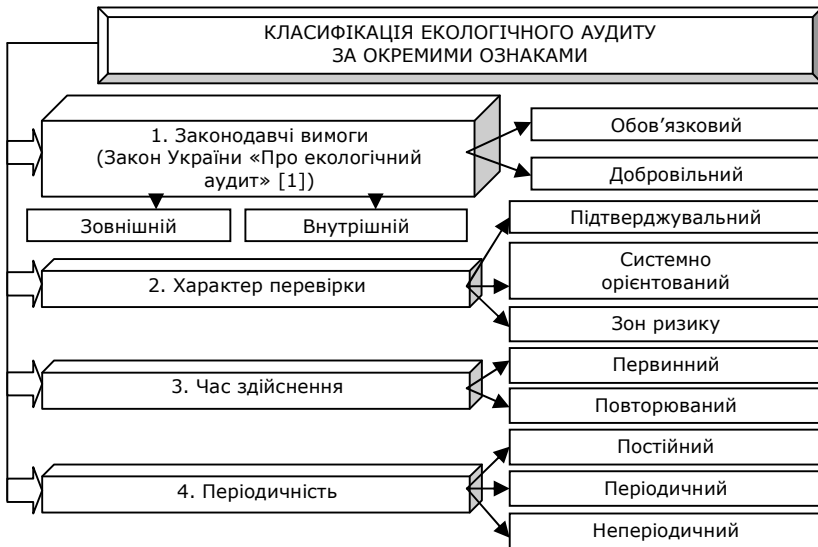 КЛАСИФІКАЦІЯ ЕКОЛОГІЧНОГО АУДИТУ
ЗА ОКРЕМИМИ ОЗНАКАМИ
1. Законодавчі вимоги
(Закон України «Про екологічний
аудит» [1])
Обов’язковий
Добровільний
Зовнішній
Внутрішній
2. Характер перевірки
Підтверджувальний
Системно
орієнтований
Зон ризику
3. Час здійснення
Первинний
Повторюваний
4. Періодичність
Постійний
Періодичний
Неперіодичний